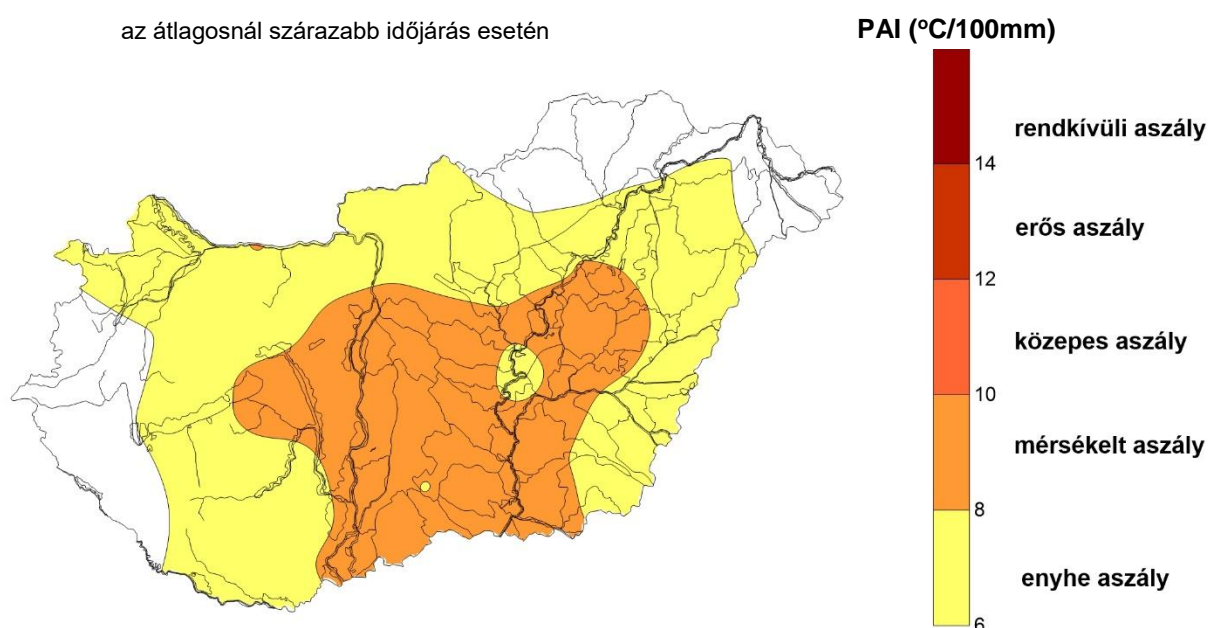 az átlagosnál szárazabb időjárás esetén
PAI (ºC/100mm)
rendkívüli aszály
14
erős aszály
12
közepes aszály
10
mérsékelt aszály
8
enyhe aszály
6